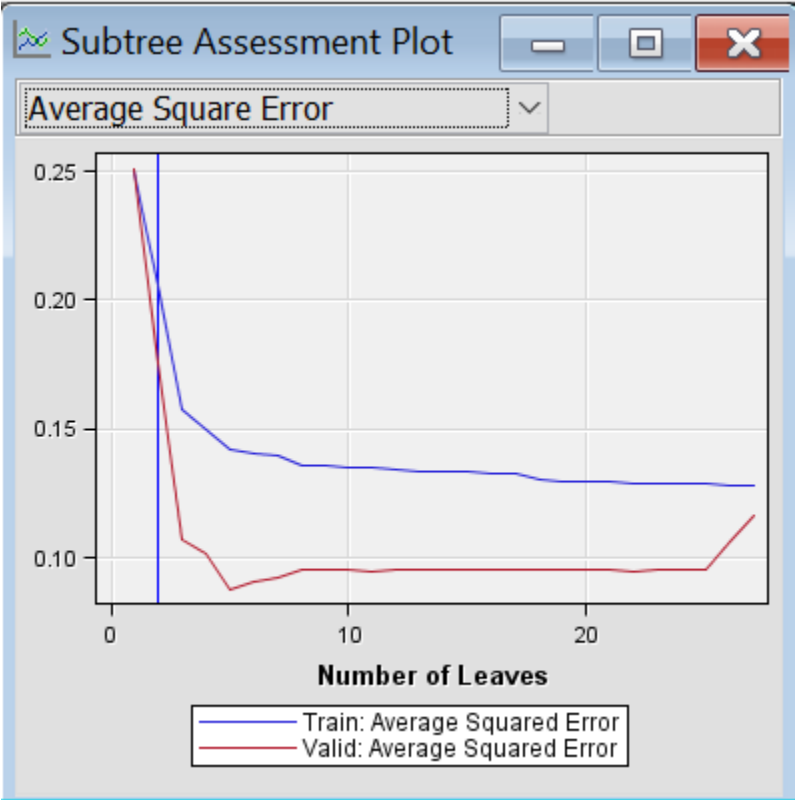 Subtree Assessment Plot
Average Square Error
0.25
0.20
0.15
0.10
0 10 20
Number of Leaves
Train: Average Squared Error
Valid: Average Squared Error